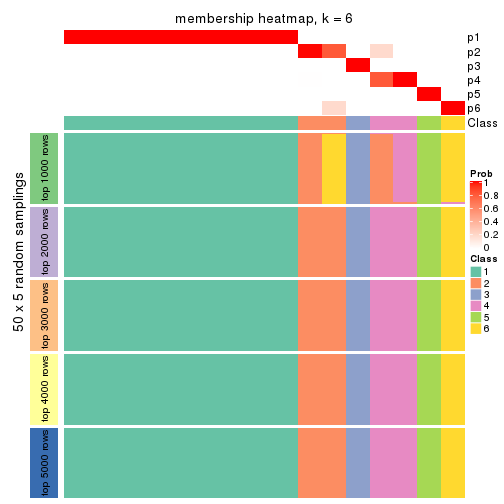 membership heatmap, k = 6
p1
p2
p3
p4
p5
p6
Class
50 x 5 random samplings
top 1000 rows
top 2000 rows
top 3000 rows
top 4000 rows
top 5000 rows
Prob
1
0.8
0.6
0.4
0.2
0
Class
1
2
3
4
5
6